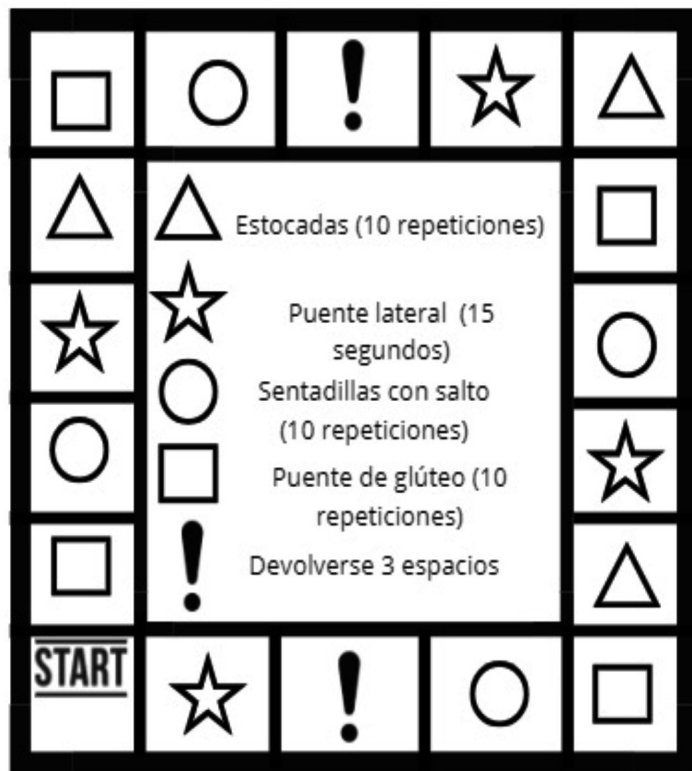 Estocadas (10 repeticiones)
Puente lateral (15
segundos)
Sentadillas con salto
(10 repeticiones)
Puente de glúteo (10
repeticiones)
Devolverse 3 espacios
START